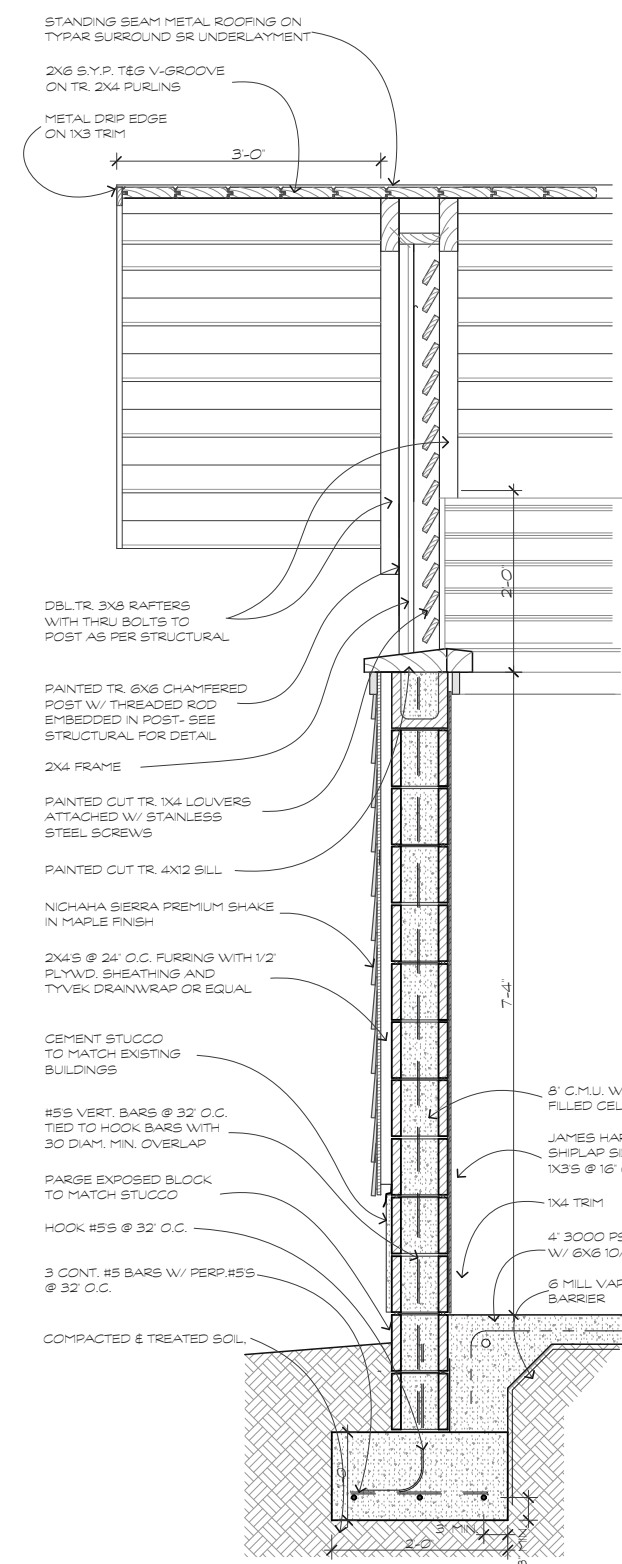 STANDING SEAM METAL ROOFING ON
TYPAR SURROUND SR UNDERLAYMENT
2X6 S.Y.P. T&G V-GROOVE
ON TR. 2X4 PURLINS
METAL DRIP EDGE
ON 1X3 TRIM
3'-0"
2'-0"
DBL.TR. 3X8 RAFTERS
WITH THRU BOLTS TO
POST AS PER STRUCTURAL
PAINTED TR. 6X6 CHAMFERED
POST W/ THREADED ROD
EMBEDDED IN POST- SEE
STRUCTURAL FOR DETAIL
2X4 FRAME
PAINTED CUT TR. 1X4 LOUVERS
ATTACHED W/ STAINLESS
STEEL SCREWS
PAINTED CUT TR. 4X12 SILL
NICHAHA SIERRA PREMIUM SHAKE
IN MAPLE FINISH
2X4'S @ 24" O.C. FURRING WITH 1/2"
PLYWD. SHEATHING AND
TYVEK DRAINWRAP OR EQUAL
7'-4"
CEMENT STUCCO
TO MATCH EXISTING
BUILDINGS
#5'S VERT. BARS @ 32" O.C.
TIED TO HOOK BARS WITH
30 DIAM. MIN. OVERLAP
PARGE EXPOSED BLOCK
TO MATCH STUCCO
HOOK #5'S @ 32" O.C.
3 CONT. #5 BARS W/ PERP.#5'S
@ 32" O.C.
COMPACTED & TREATED SOIL,
8" C.M.U. W
FILLED CEL
JAMES HAR
SHIPLAP SI
1X3'S @ 16"
1X4 TRIM
4" 3000 PS
W/ 6X6 10/
6 MILL VAP
BARRIER
2'-0"
3" MIN.
3" MIN.